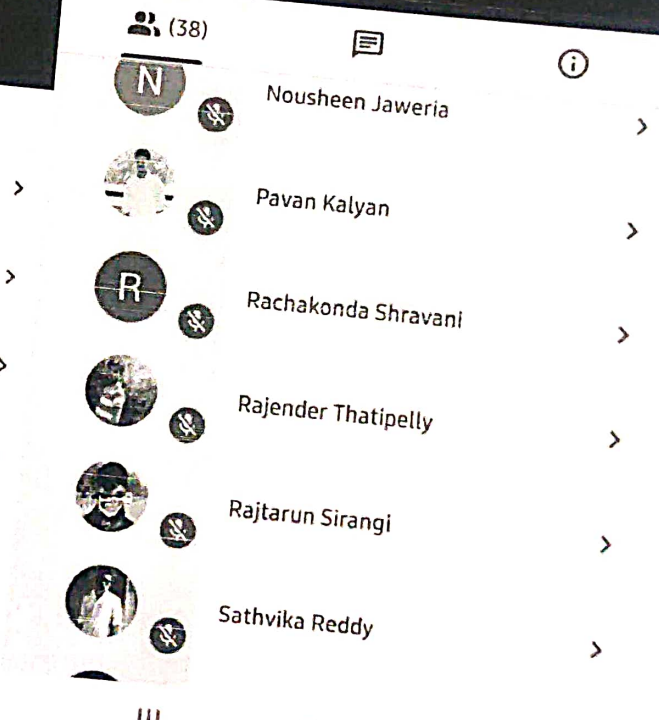 (38)
N
Nousheen Jaweria
Pavan Kalyan
R
Rachakonda Shravani
Rajender Thatipelly
Rajtarun Sirangi
Sathvika Reddy